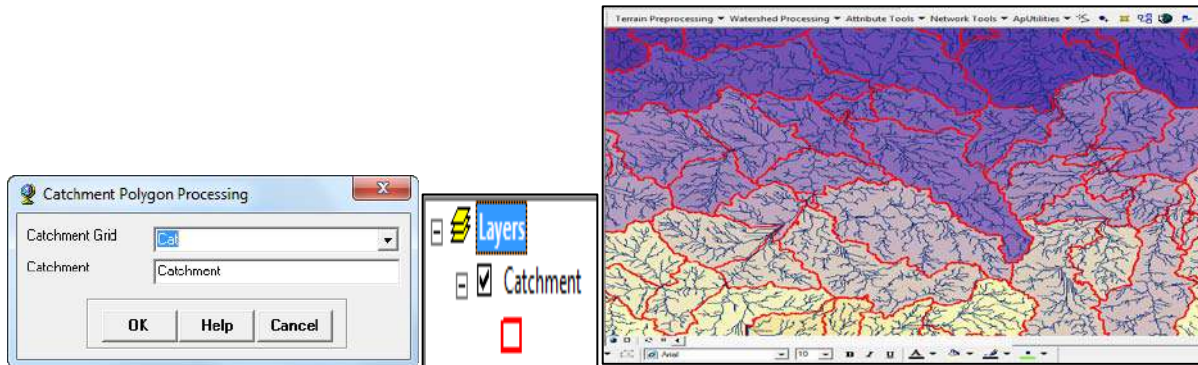 Catchment Polygon Processing
Catchment Grid
Cat
Catchment
Catchment
OK Help Cancel
Layers
Catchment
Terrain Preprocessing Watershed Processing Attribute Tools Network Tools ApUtilities
Arial 10 B I U A